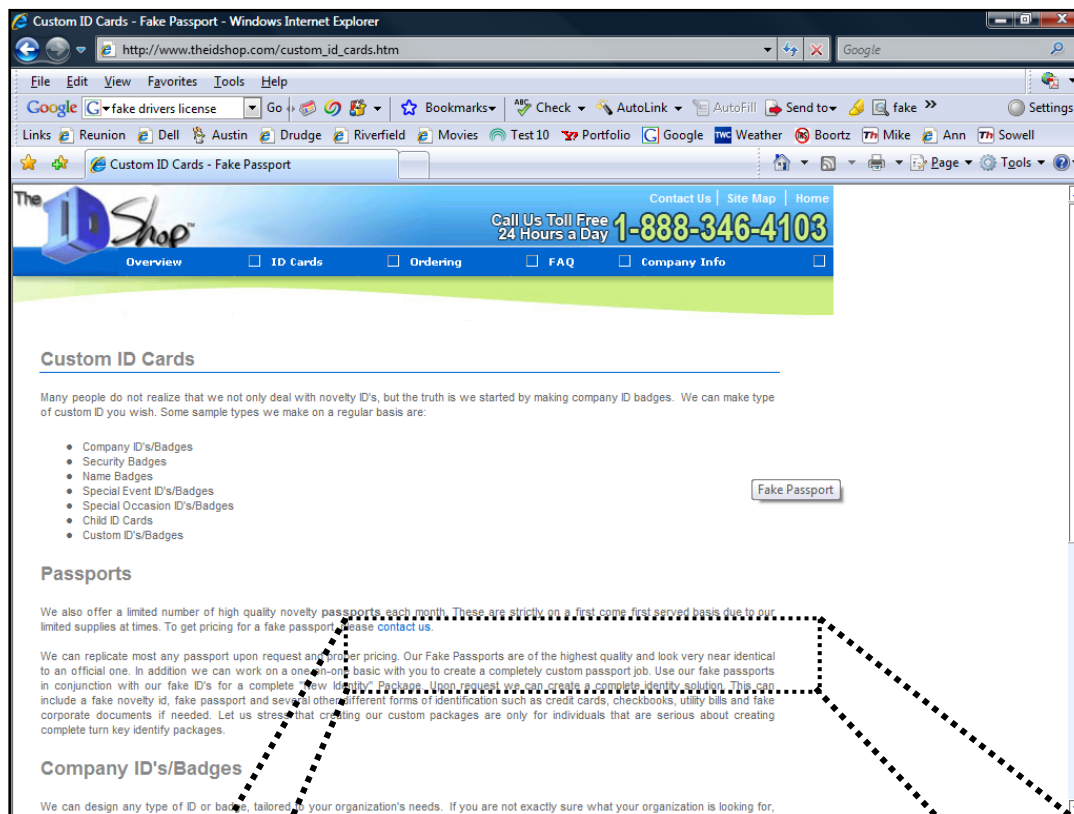 Custom ID Cards - Fake Passport - Windows Internet Explorer
http://www.theidshop.com/custom_id_cards.htm
Google
File Edit View Favorites Tools Help
Google G fake drivers license Go Bookmarks Check AutoLink AutoFill Send to fake » Settings
Links Reunion Dell Austin Drudge Riverfield Movies Test 10 Portfolio Google TWC Weather Boortz Th Mike Ann Th Sowell
Custom ID Cards - Fake Passport
Page Tools
The ID Shop™
Contact Us | Site Map | Home
Call Us Toll Free 1-888-346-4103
24 Hours a Day
Overview ID Cards Ordering FAQ Company Info
Custom ID Cards
Many people do not realize that we not only deal with novelty ID's, but the truth is we started by making company ID badges. We can make type
of custom ID you wish. Some sample types we make on a regular basis are:
Company ID's/Badges
Security Badges
Name Badges
Special Event ID's/Badges
Special Occasion ID's/Badges
Child ID Cards
Custom ID's/Badges
Fake Passport
Passports
We also offer a limited number of high quality novelty passports each month. These are strictly on a first come first served basis due to our
limited supplies at times. To get pricing for a fake passport, please contact us.
We can replicate most any passport upon request and proper pricing. Our Fake Passports are of the highest quality and look very near identical
to an official one. In addition we can work on a one-on-one basic with you to create a completely custom passport job. Use our fake passports
in conjunction with our fake ID's for a complete "New Identity" Package. Upon request we can create a complete identity solution. This can
include a fake novelty id, fake passport and several other different forms of identification such as credit cards, checkbooks, utility bills and fake
corporate documents if needed. Let us stress that creating our custom packages are only for individuals that are serious about creating
complete turn key identify packages.
Company ID's/Badges
We can design any type of ID or badge, tailored to your organization's needs. If you are not exactly sure what your organization is looking for,